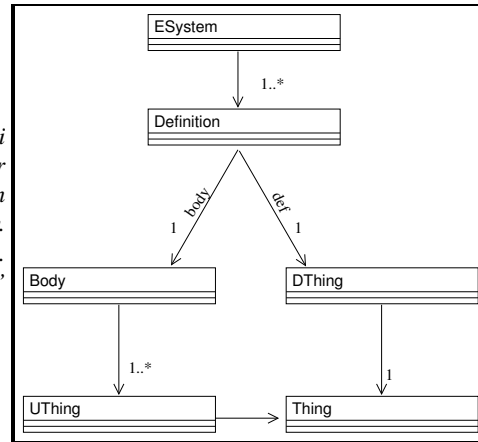 ESystem
1..*
Definition
i
r
n
body
def
1
1
.
.
,
Body
DThing
1..*
1
UThing
Thing